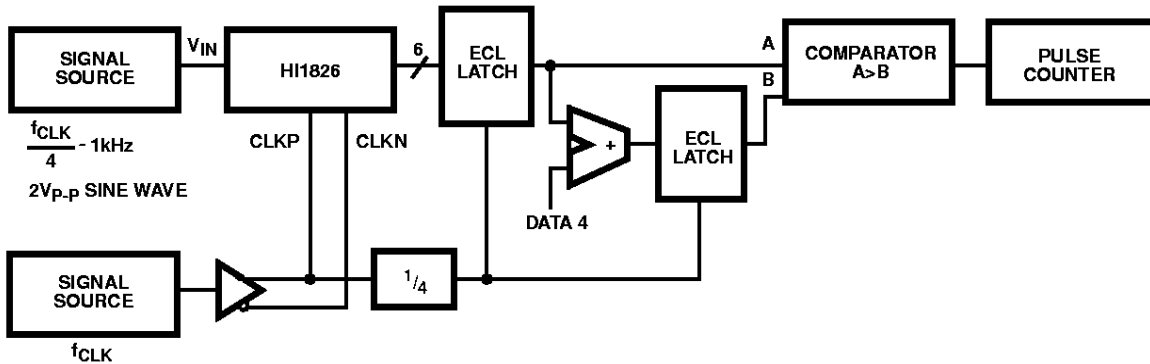 SIGNAL
SOURCE
VIN
HI1826
6
ECL
LATCH
A
B
COMPARATOR
A>B
PULSE
COUNTER
fCLK
4
- 1kHz
2VP-P SINE WAVE
CLKP
CLKN
+
ECL
LATCH
DATA 4
SIGNAL
SOURCE
1/4
fCLK